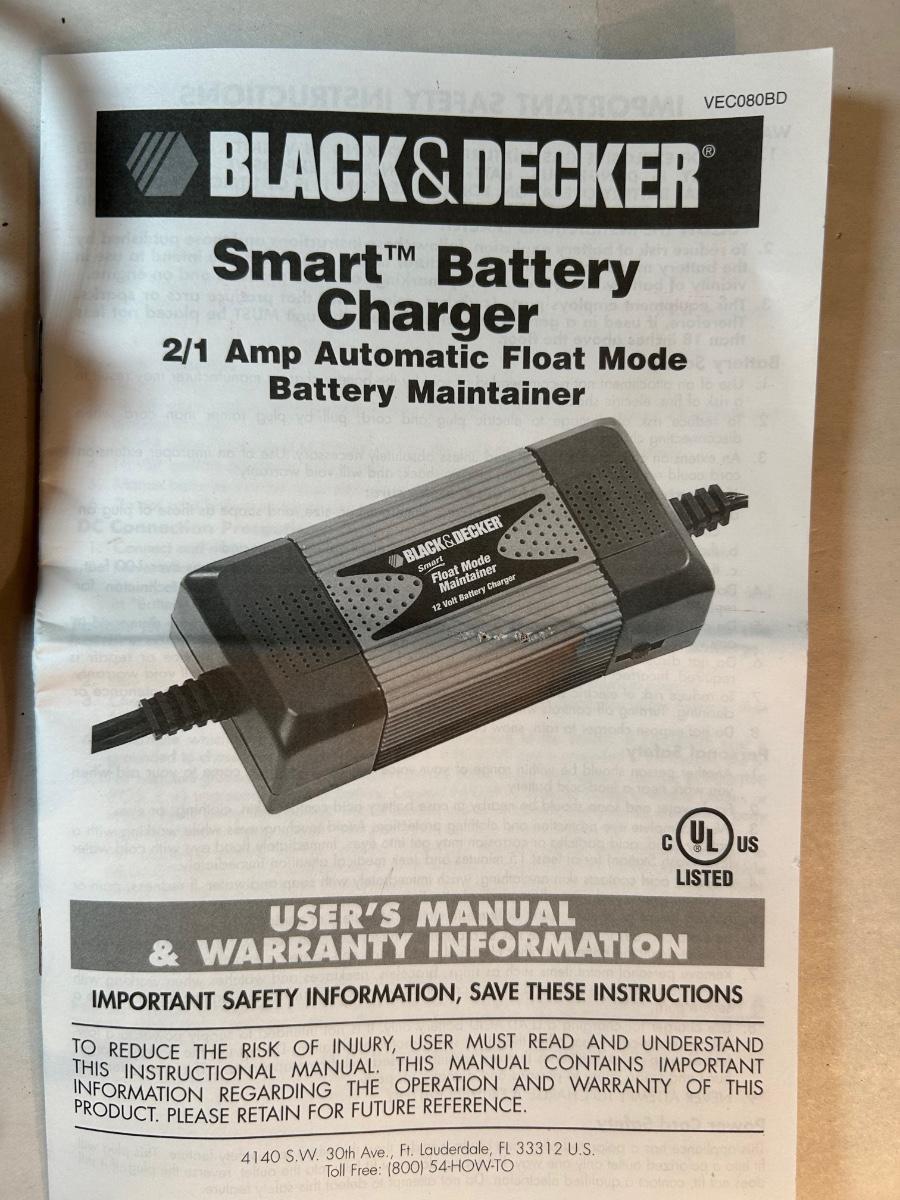 VEC080BD
BLACK&DECKER®
Smart™ Battery
Charger
2/1 Amp Automatic Float Mode
Battery Maintainer
BLACK&DECKER
Smart
Float Mode
Maintainer
12 Volt Battery Charger
C UL® US
LISTED
USER'S MANUAL
& WARRANTY INFORMATION
IMPORTANT SAFETY INFORMATION, SAVE THESE INSTRUCTIONS
TO REDUCE THE RISK OF INJURY, USER MUST READ AND UNDERSTAND
THIS INSTRUCTIONAL MANUAL. THIS MANUAL CONTAINS IMPORTANT
INFORMATION REGARDING THE OPERATION AND WARRANTY OF THIS
PRODUCT. PLEASE RETAIN FOR FUTURE REFERENCE.
4140 S.W. 30th Ave., Ft. Lauderdale, FL 33312 U.S.
Toll Free: (800) 54-HOW-TO